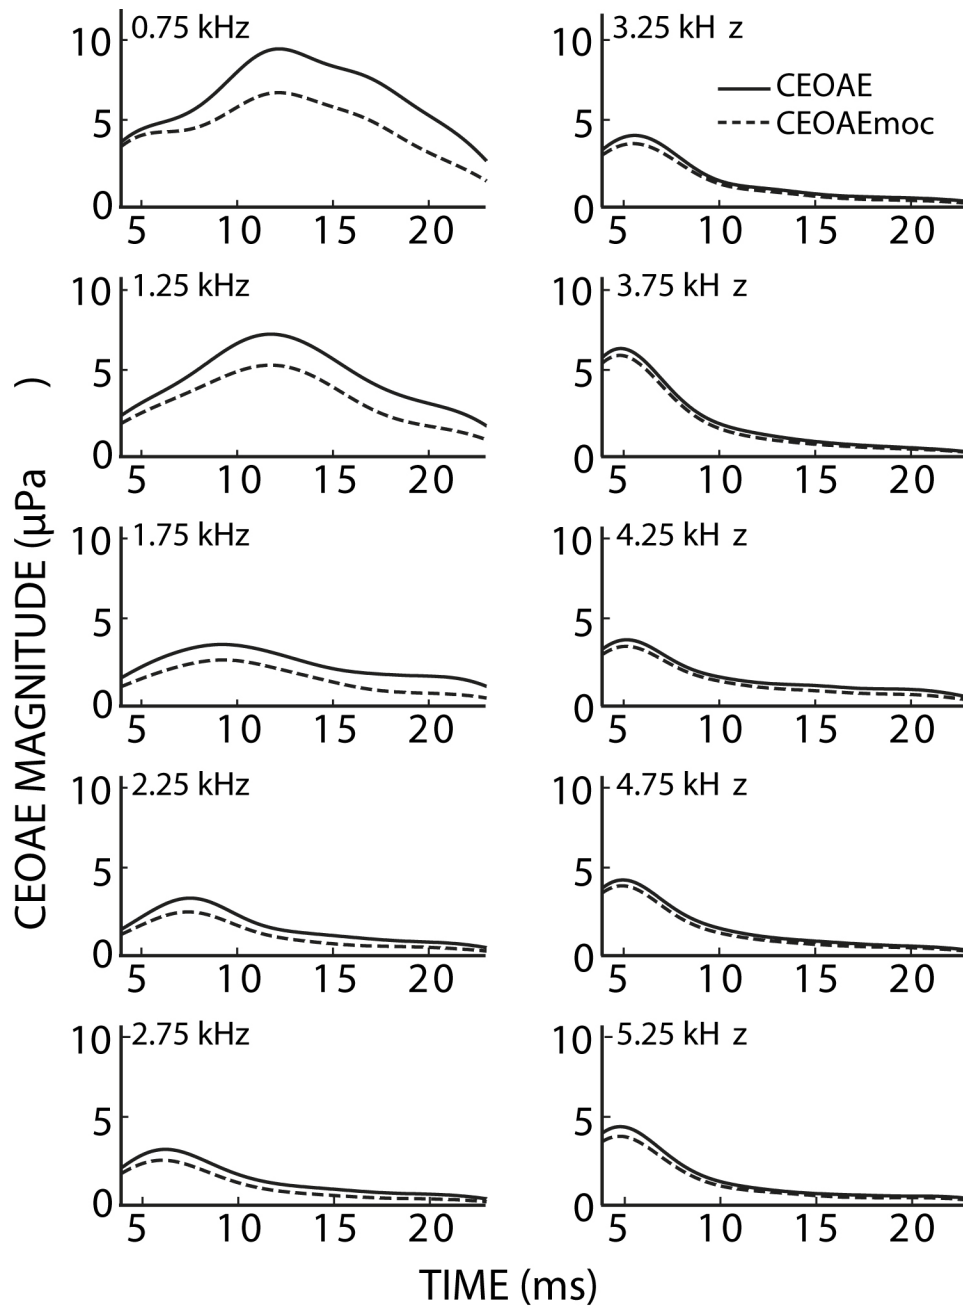 CEOAE MAGNITUDE (µPa )
10 0.75 kHz
5
0
5 10 15 20
10 1.25 kHz
5
0
5 10 15 20
10 1.75 kHz
5
0
5 10 15 20
10 2.25 kHz
5
0
5 10 15 20
10 2.75 kHz
5
0
5 10 15 20
10 3.25 kH z
CEOAE
CEOAEmoc
5
0
5 10 15 20
10 3.75 kH z
5
0
5 10 15 20
10 4.25 kH z
5
0
5 10 15 20
10 4.75 kH z
5
0
5 10 15 20
10 5.25 kH z
5
0
5 10 15 20
TIME (ms)